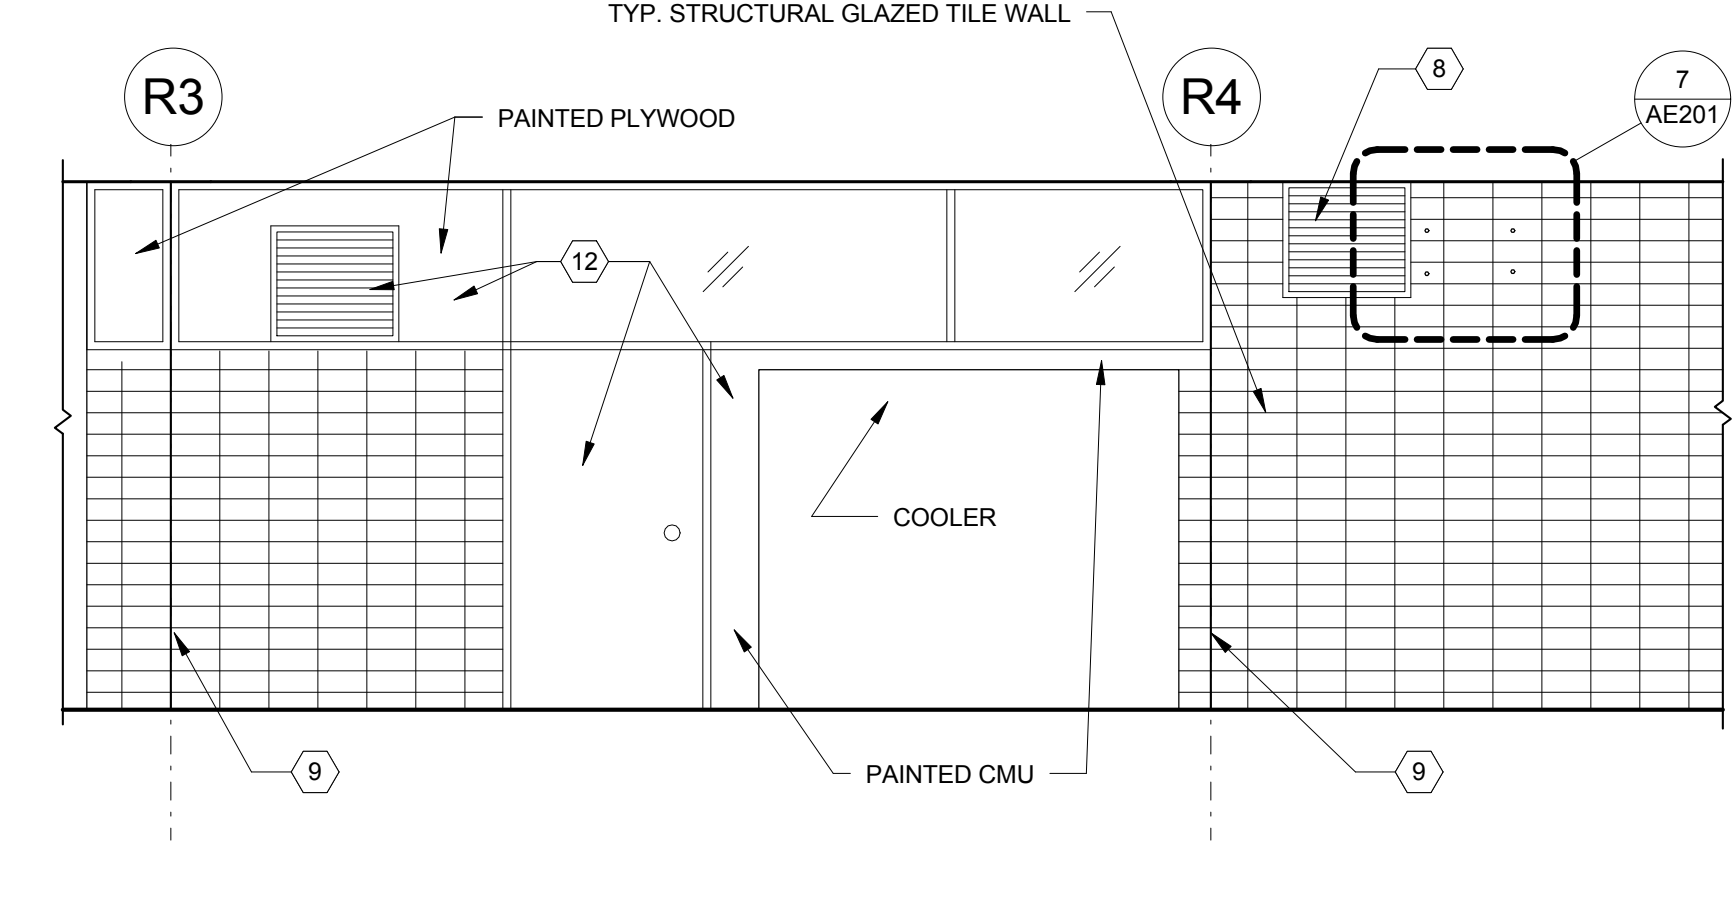 TYP. STRUCTURAL GLAZED TILE WALL
R3
R4
8
7
AE201
PAINTED PLYWOOD
12
COOLER
9
PAINTED CMU
9